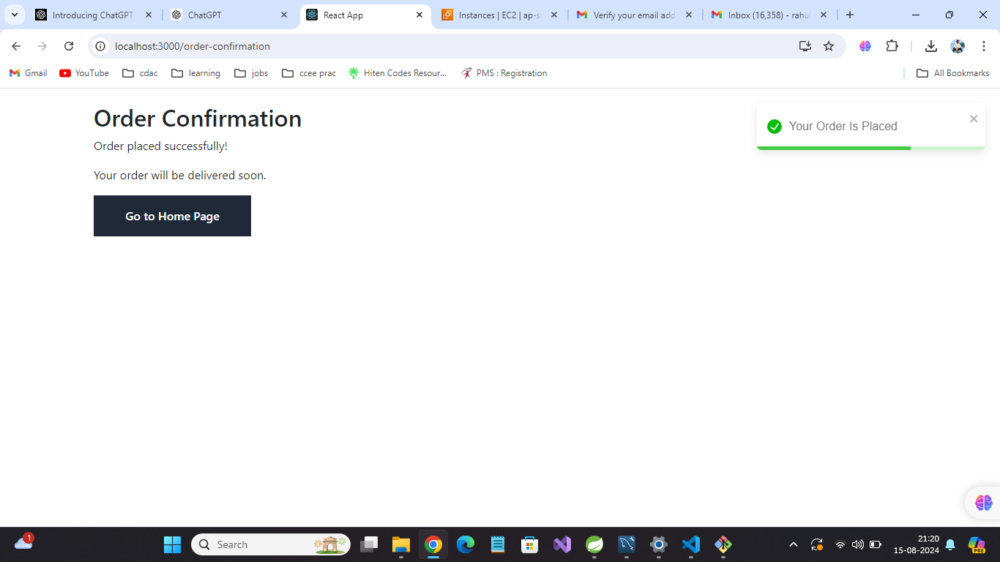 Introducing ChatGPT
ChatGPT
React App
Instances | EC2 | ap-s
Verify your email add
Inbox (16,358) - rahul
localhost:3000/order-confirmation
Gmail
YouTube
cdac
learning
jobs
ccee prac
Hiten Codes Resour...
PMS : Registration
All Bookmarks
Order Confirmation
Order placed successfully!
Your order will be delivered soon.
Go to Home Page
Your Order Is Placed
1
Search
21:20
15-08-2024
PRE